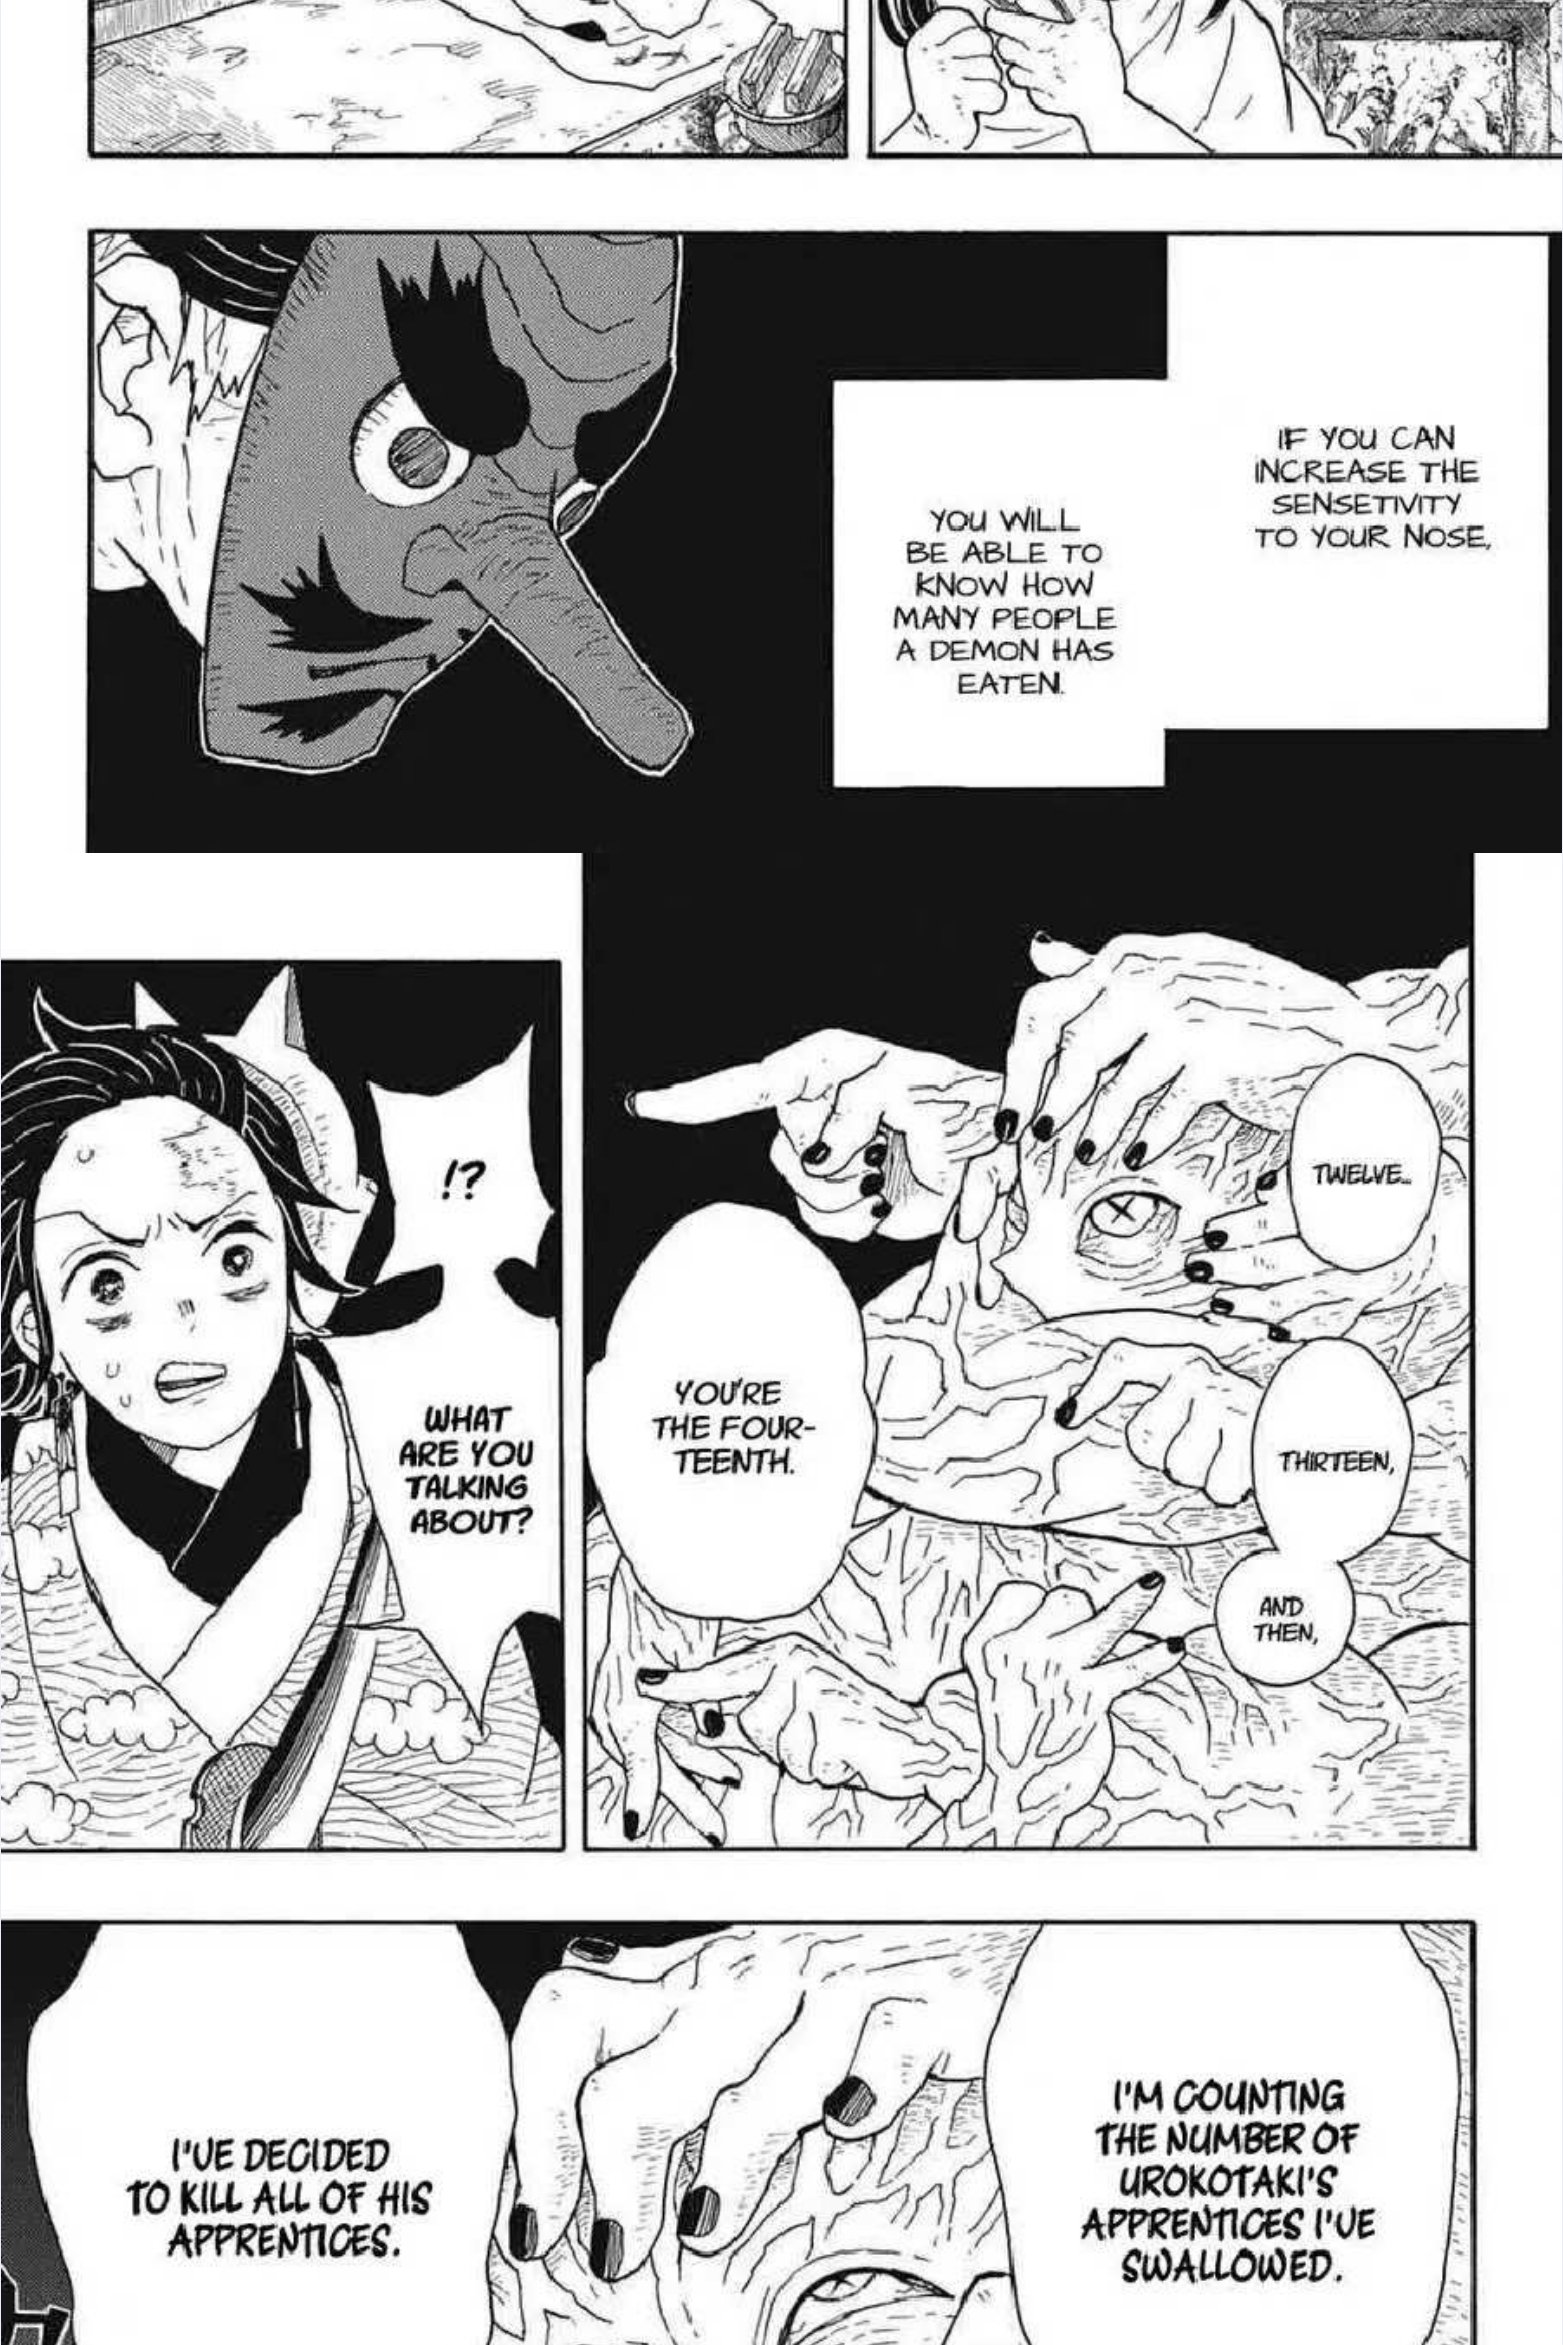 IF YOU CAN
INCREASE THE
SENSETIVITY
TO YOUR NOSE,
YOU WILL
BE ABLE TO
KNOW HOW
MANY PEOPLE
A DEMON HAS
EATEN.
TWELVE...
THIRTEEN,
AND
THEN,
YOU'RE
THE FOUR-
TEENTH.
!?
WHAT
ARE YOU
TALKING
ABOUT?
I'M COUNTING
THE NUMBER OF
UROKOTAKI'S
APPRENTICES I'VE
SWALLOWED.
I'VE DECIDED
TO KILL ALL OF HIS
APPRENTICES.